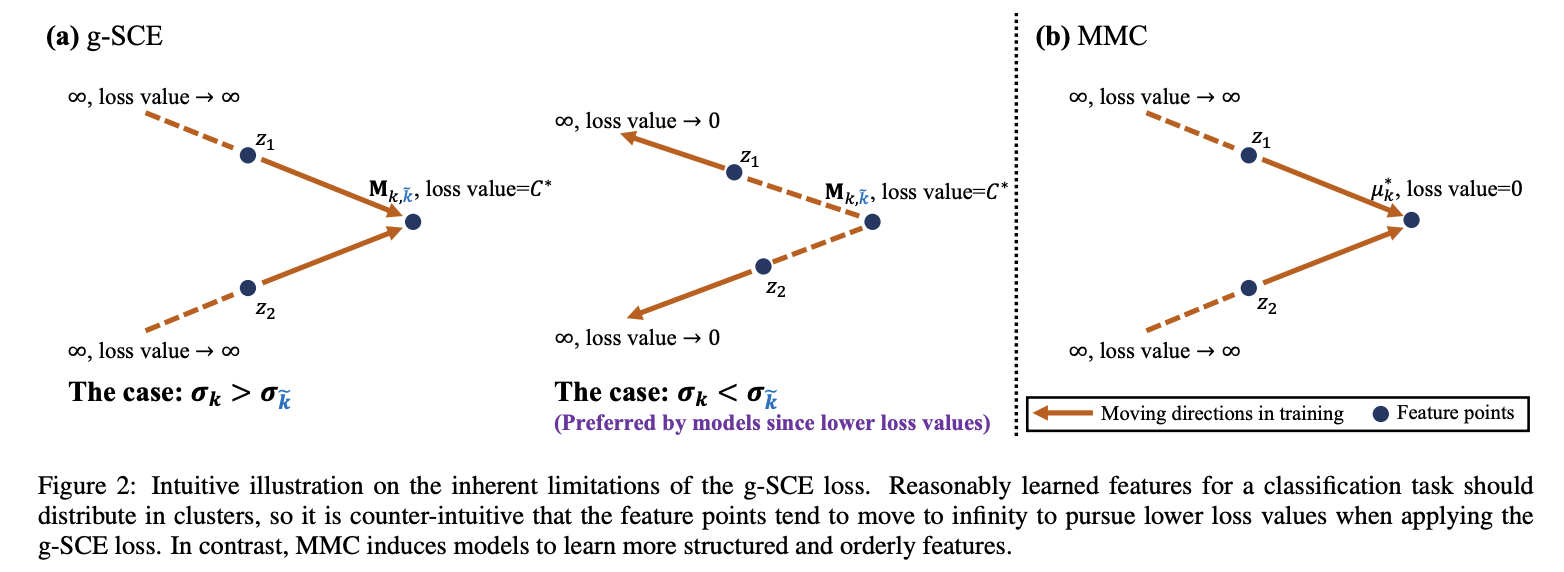 (a) g-SCE
∞, loss value → ∞
z₁
M_{k,k̃}, loss value=C*
z₂
∞, loss value → ∞
The case: σ_k > σ_k̃
∞, loss value → 0
z₁
M_{k,k̃}, loss value=C*
z₂
∞, loss value → 0
The case: σ_k < σ_k̃
(Preferred by models since lower loss values)
(b) MMC
∞, loss value → ∞
z₁
μ*_k, loss value=0
z₂
∞, loss value → ∞
Moving directions in training Feature points
Figure 2: Intuitive illustration on the inherent limitations of the g-SCE loss. Reasonably learned features for a classification task should
distribute in clusters, so it is counter-intuitive that the feature points tend to move to infinity to pursue lower loss values when applying the
g-SCE loss. In contrast, MMC induces models to learn more structured and orderly features.